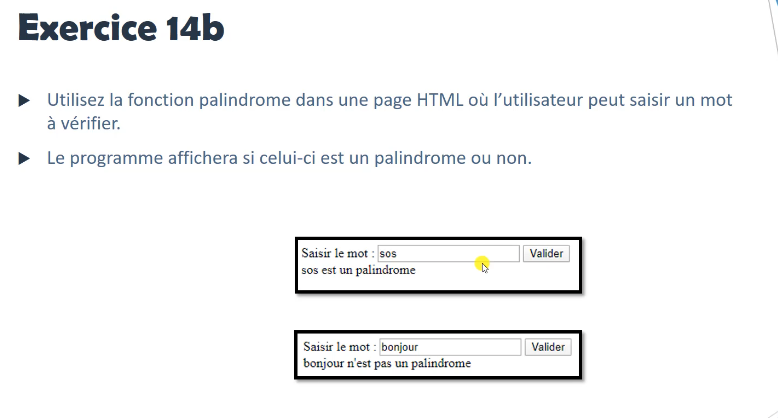 Exercice 14b
Utilisez la fonction palindrome dans une page HTML où l’utilisateur peut saisir un mot
à vérifier.
Le programme affichera si celui-ci est un palindrome ou non.
Saisir le mot : sos Valider
sos est un palindrome
Saisir le mot : bonjour Valider
bonjour n'est pas un palindrome